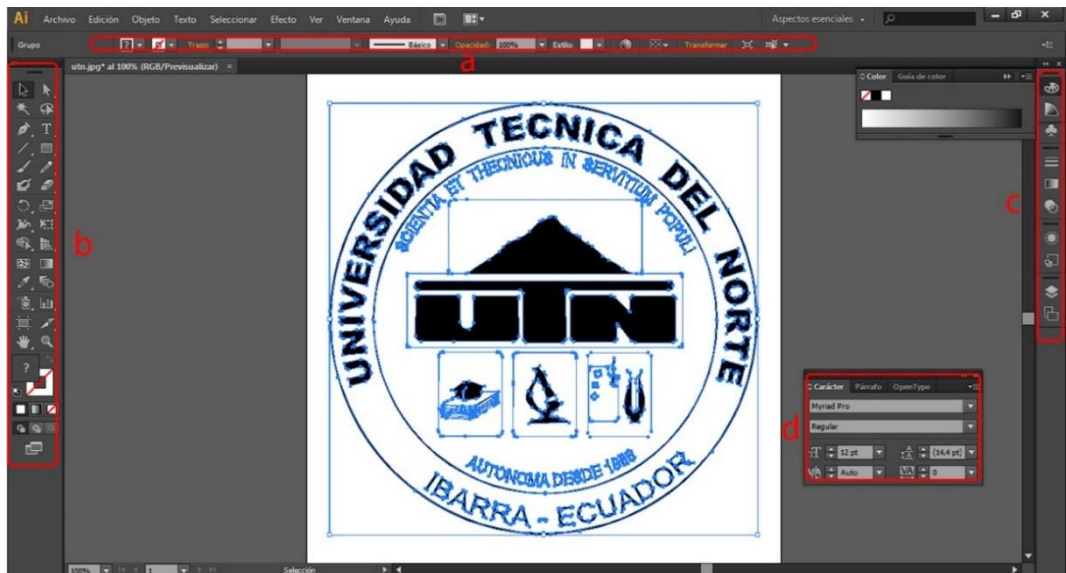 Ai Archivo Edición Objeto Texto Seleccionar Efecto Ver Ventana Ayuda Br Aspectos esenciales
Grupo ? Trazo: Básico Opacidad: 100% Estilo: Transformar
a
utn.jpg* al 100% (RGB/Previsualizar) ×
Color Guía de color
b
c
d
UNIVERSIDAD TECNICA DEL NORTE
SCIENTIA ET THECNICUS IN SERVITIUM POPULI
UTN
AUTONOMA DESDE 1988
IBARRA - ECUADOR
?
Carácter Párrafo OpenType
Myriad Pro
Regular
12 pt (14,4 pt)
Auto 0
100% 1 Selección